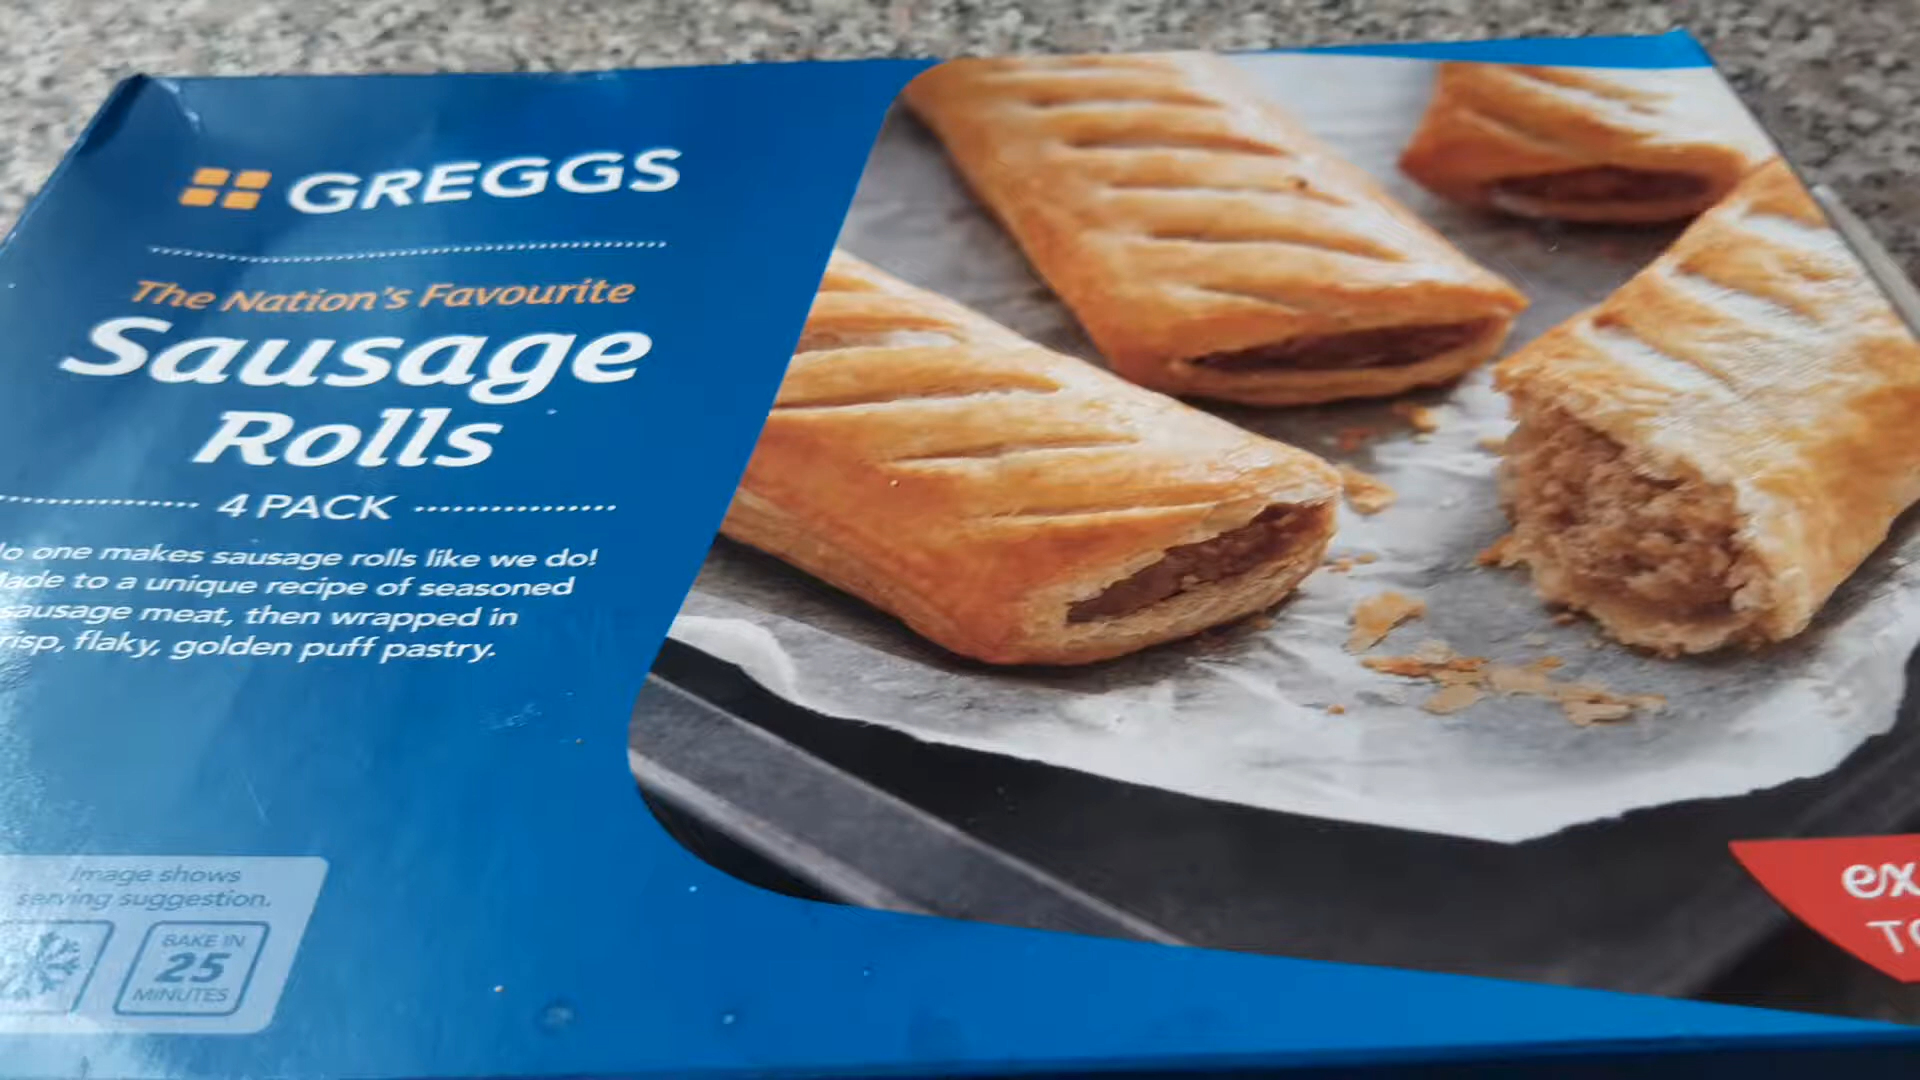 GREGGS
The Nation's Favourite
Sausage
Rolls
4 PACK
o one makes sausage rolls like we do!
ade to a unique recipe of seasoned
sausage meat, then wrapped in
risp, flaky, golden puff pastry.
Image shows
serving suggestion.
BAKE IN
25
MINUTES
ex
TO